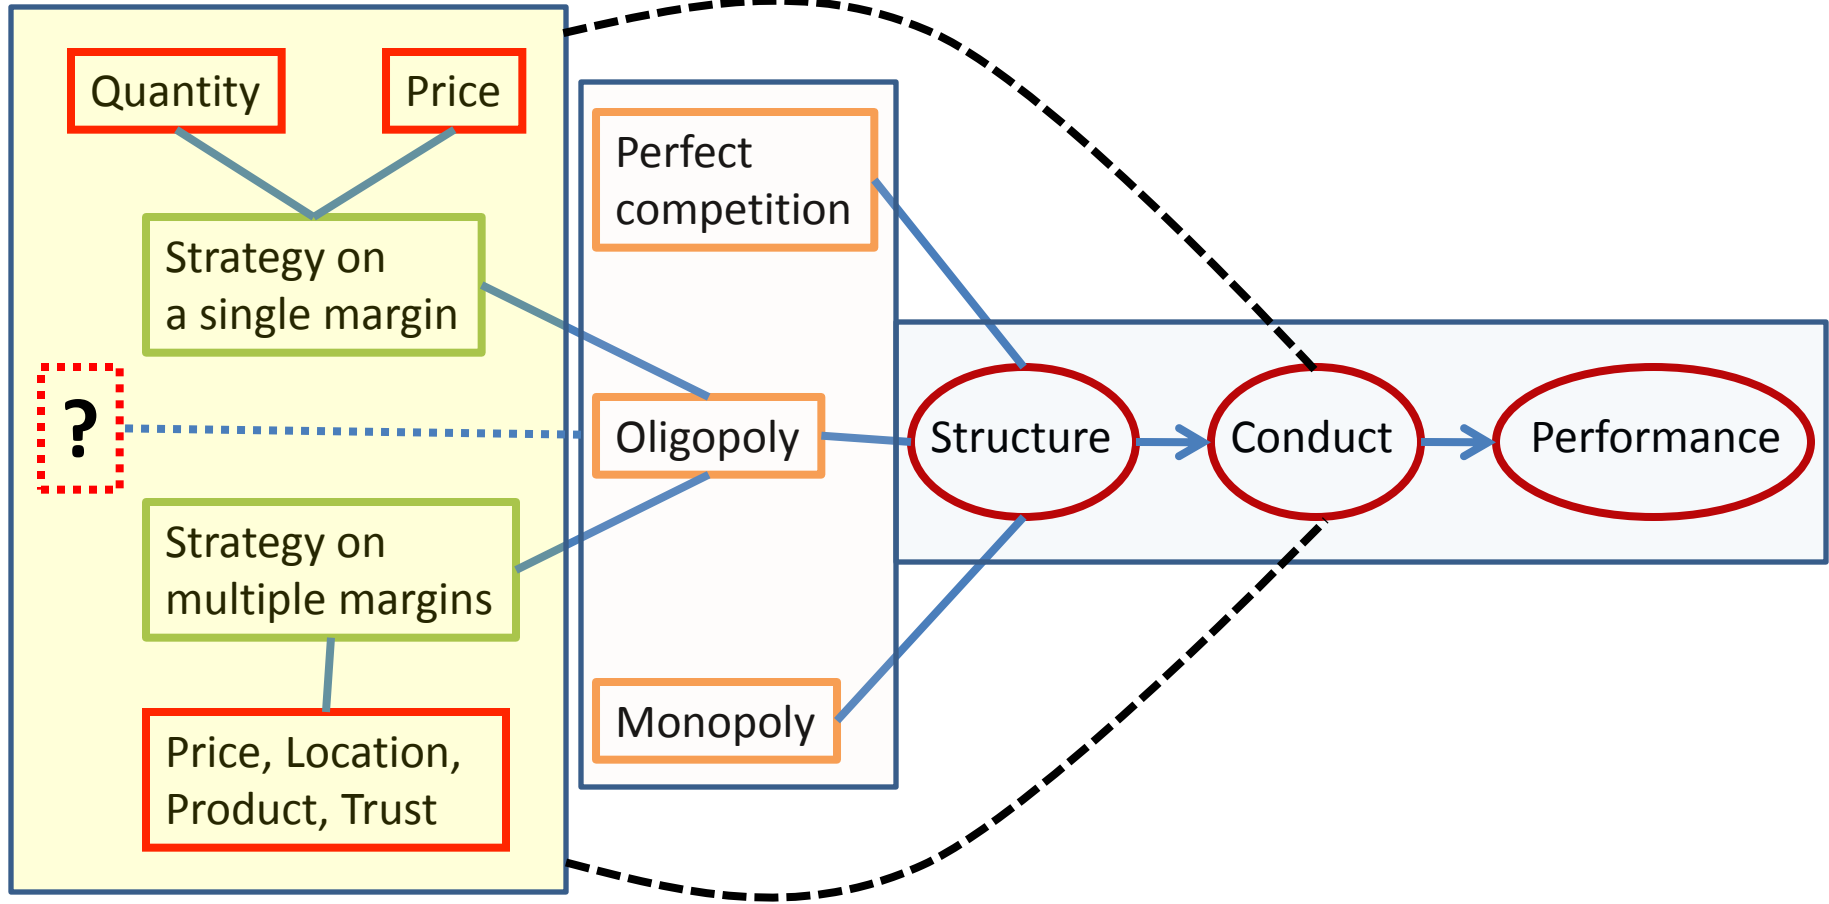 Quantity
Price
Strategy on
a single margin
?
Strategy on
multiple margins
Price, Location,
Product, Trust
Perfect
competition
Oligopoly
Monopoly
Structure
Conduct
Performance